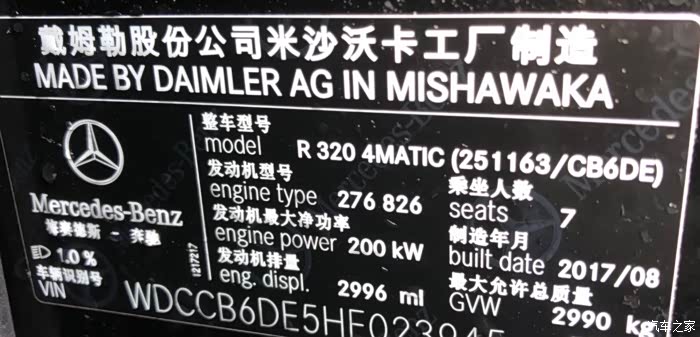 戴姆勒股份公司米沙沃卡工厂制造
MADE BY DAIMLER AG IN MISHAWAKA
整车型号
model R 320 4MATIC (251163/CB6DE)
发动机型号 乘坐人数
engine type 276 826 seats 7
发动机最大净功率 制造年月
engine power 200 kW built date 2017/08
发动机排量 最大允许总质量
eng. displ. 2996 ml GVW 2990 kg
Mercedes-Benz
梅赛德斯 - 奔驰
1.0 %
1217217
车辆识别号
VIN
汽车之家